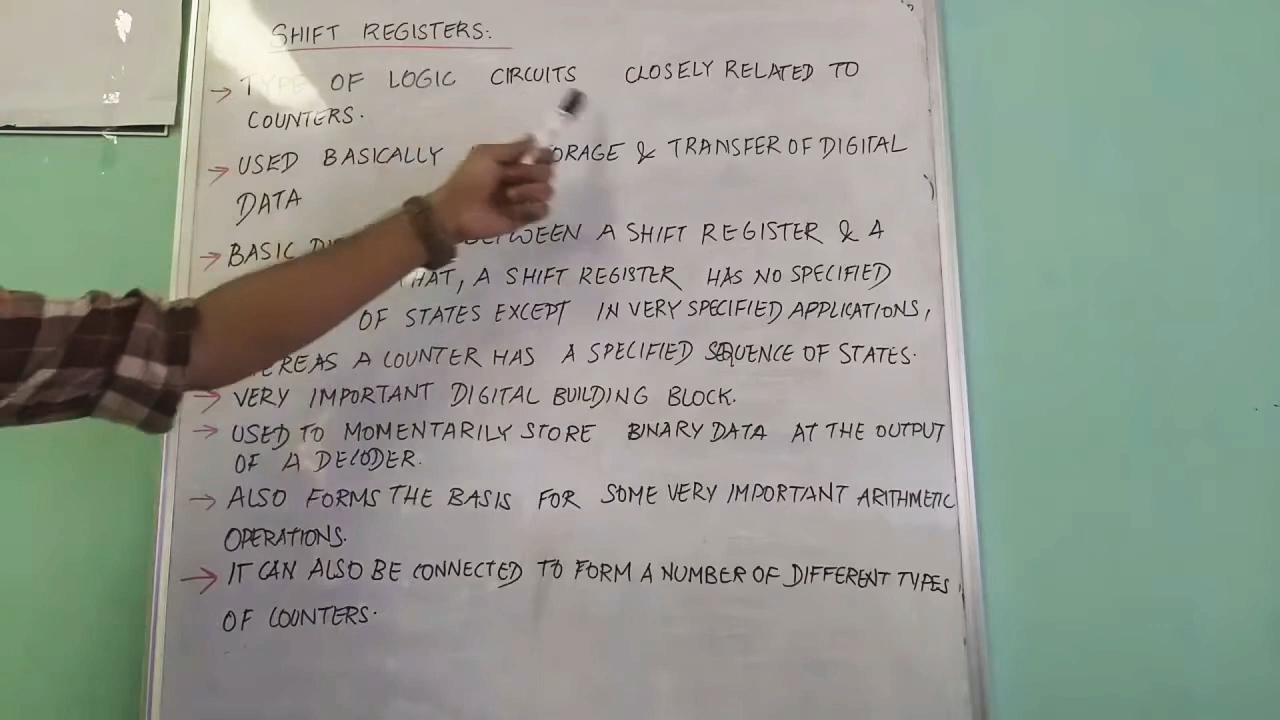 SHIFT REGISTERS:
→ TYPE OF LOGIC CIRCUITS CLOSELY RELATED TO
COUNTERS.
→ USED BASICALLY & TRANSFER OF DIGITAL
DATA
→ BASIC BETWEEN A SHIFT REGISTER & A
THAT, A SHIFT REGISTER HAS NO SPECIFIED
OF STATES EXCEPT IN VERY SPECIFIED APPLICATIONS,
WHEREAS A COUNTER HAS A SPECIFIED SEQUENCE OF STATES.
→ VERY IMPORTANT DIGITAL BUILDING BLOCK.
→ USED TO MOMENTARILY STORE BINARY DATA AT THE OUTPUT
OF A DECODER.
→ ALSO FORMS THE BASIS FOR SOME VERY IMPORTANT ARITHMETIC
OPERATIONS.
→ IT CAN ALSO BE CONNECTED TO FORM A NUMBER OF DIFFERENT TYPES
OF COUNTERS.